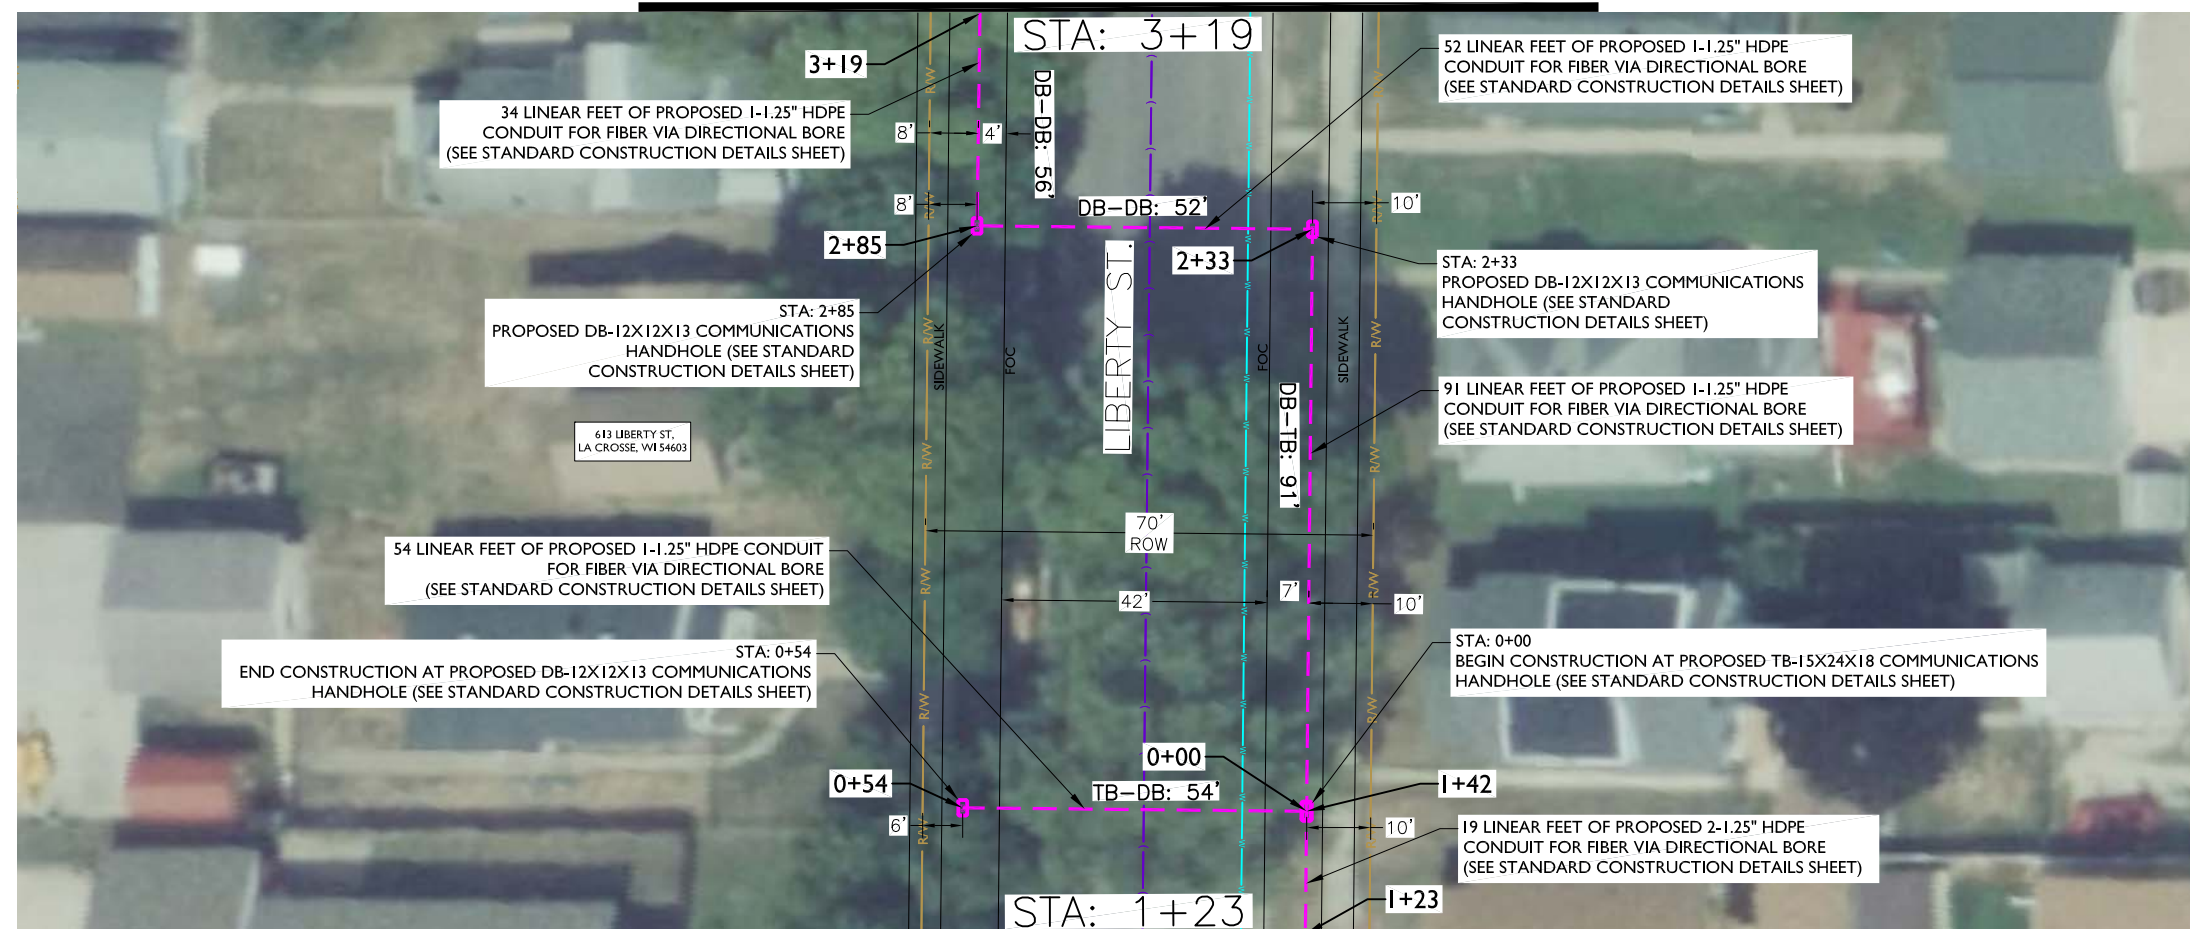 STA: 3+19
3+19
52 LINEAR FEET OF PROPOSED 1-1.25" HDPE
CONDUIT FOR FIBER VIA DIRECTIONAL BORE
(SEE STANDARD CONSTRUCTION DETAILS SHEET)
34 LINEAR FEET OF PROPOSED 1-1.25" HDPE
CONDUIT FOR FIBER VIA DIRECTIONAL BORE
(SEE STANDARD CONSTRUCTION DETAILS SHEET)
R/W
R/W
8'
4'
DB-DB: 56'
8'
R/W
DB-DB: 52'
10'
R/W
2+85
2+33
LIBERTY ST.
STA: 2+33
PROPOSED DB-12X12X13 COMMUNICATIONS
HANDHOLE (SEE STANDARD
CONSTRUCTION DETAILS SHEET)
STA: 2+85
PROPOSED DB-12X12X13 COMMUNICATIONS
HANDHOLE (SEE STANDARD
CONSTRUCTION DETAILS SHEET)
R/W
SIDEWALK
FOC
FOC
SIDEWALK
R/W
DB-TB: 91'
91 LINEAR FEET OF PROPOSED 1-1.25" HDPE
CONDUIT FOR FIBER VIA DIRECTIONAL BORE
(SEE STANDARD CONSTRUCTION DETAILS SHEET)
613 LIBERTY ST,
LA CROSSE, WI 54603
R/W
R/W
70'
ROW
54 LINEAR FEET OF PROPOSED 1-1.25" HDPE CONDUIT
FOR FIBER VIA DIRECTIONAL BORE
(SEE STANDARD CONSTRUCTION DETAILS SHEET)
R/W
R/W
42'
7'
10'
STA: 0+54
END CONSTRUCTION AT PROPOSED DB-12X12X13 COMMUNICATIONS
HANDHOLE (SEE STANDARD CONSTRUCTION DETAILS SHEET)
STA: 0+00
BEGIN CONSTRUCTION AT PROPOSED TB-15X24X18 COMMUNICATIONS
HANDHOLE (SEE STANDARD CONSTRUCTION DETAILS SHEET)
R/W
R/W
0+00
0+54
TB-DB: 54'
1+42
6'
R/W
10'
R/W
19 LINEAR FEET OF PROPOSED 2-1.25" HDPE
CONDUIT FOR FIBER VIA DIRECTIONAL BORE
(SEE STANDARD CONSTRUCTION DETAILS SHEET)
1+23
STA: 1+23